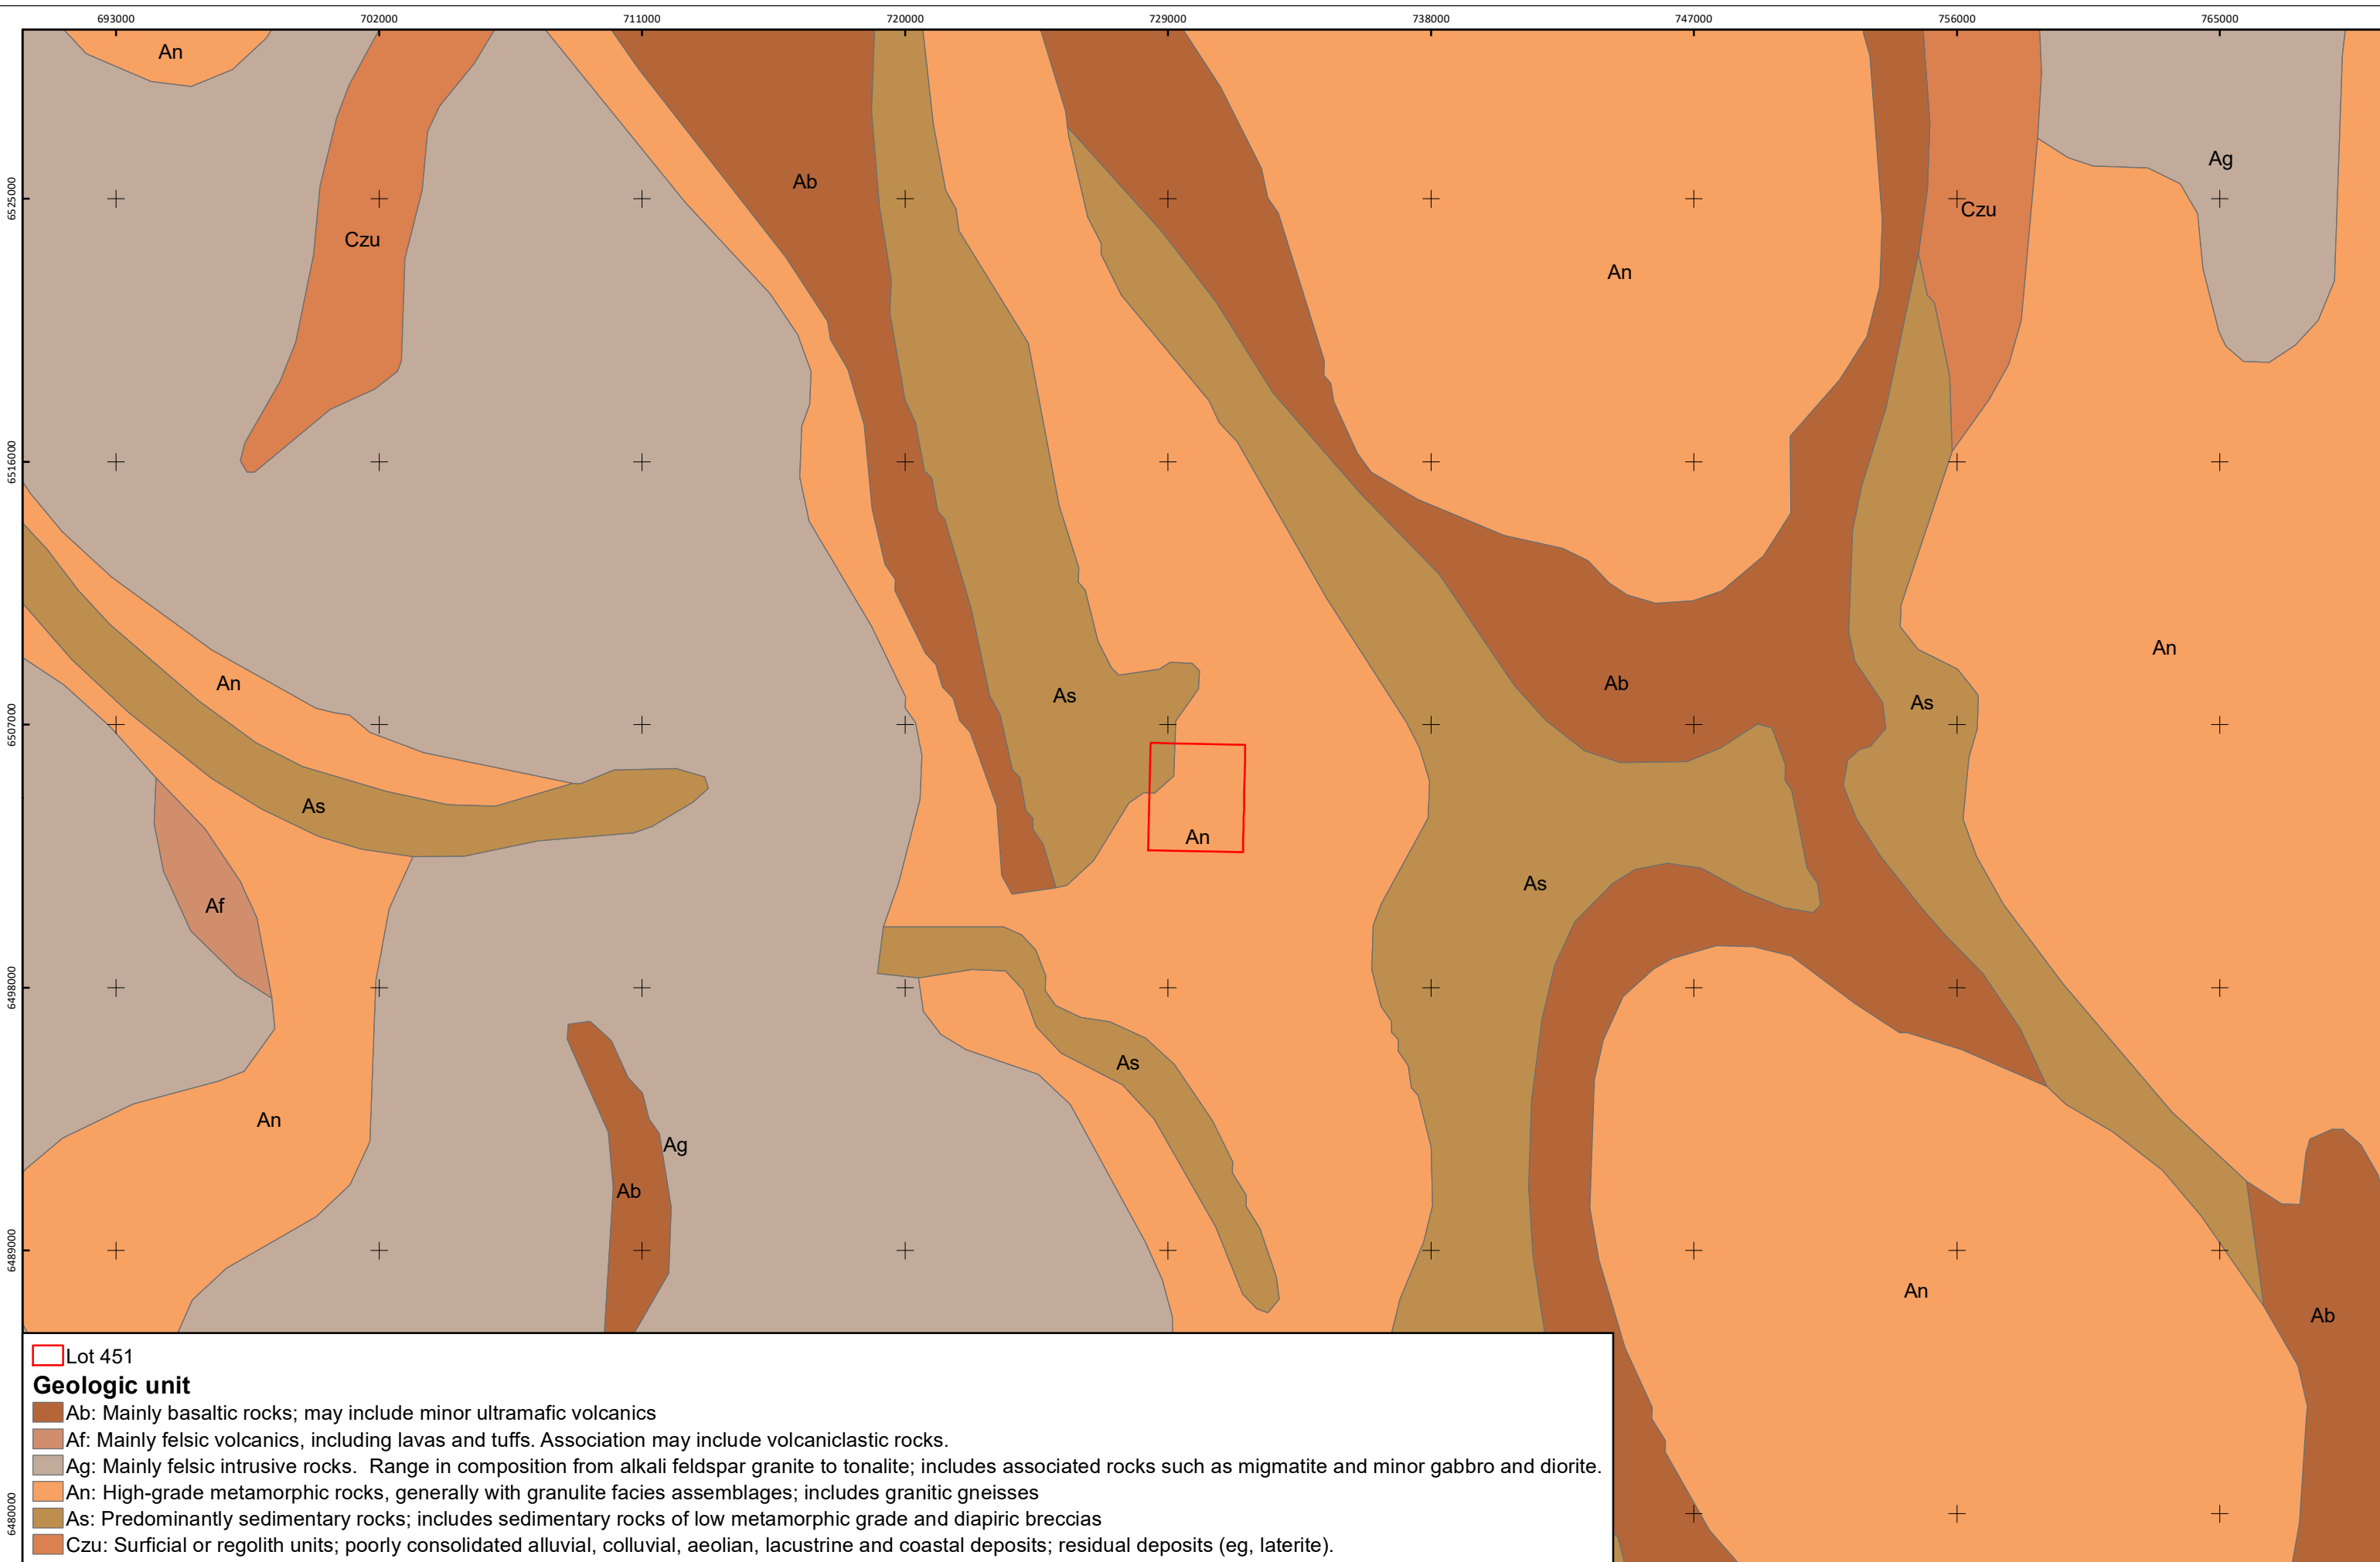 693000 702000 711000 720000 729000 738000 747000 756000 765000
An
Ag
Ab
6525000
Czu
Czu
An
6516000
An
An
Ab
As
As
6507000
As
An
As
Af
6498000
As
An
Ag
Ab
6489000
An
Ab
Lot 451
Geologic unit
Ab: Mainly basaltic rocks; may include minor ultramafic volcanics
Af: Mainly felsic volcanics, including lavas and tuffs. Association may include volcaniclastic rocks.
Ag: Mainly felsic intrusive rocks.  Range in composition from alkali feldspar granite to tonalite; includes associated rocks such as migmatite and minor gabbro and diorite.
An: High-grade metamorphic rocks, generally with granulite facies assemblages; includes granitic gneisses
6480000
As: Predominantly sedimentary rocks; includes sedimentary rocks of low metamorphic grade and diapiric breccias
Czu: Surficial or regolith units; poorly consolidated alluvial, colluvial, aeolian, lacustrine and coastal deposits; residual deposits (eg, laterite).